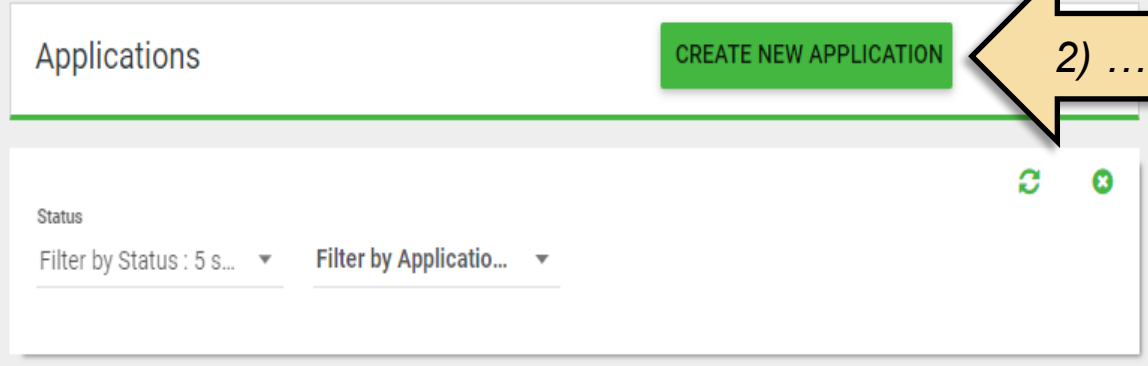 Applications
CREATE NEW APPLICATION
2) ...
Status
Filter by Status : 5 s...
Filter by Applicatio...